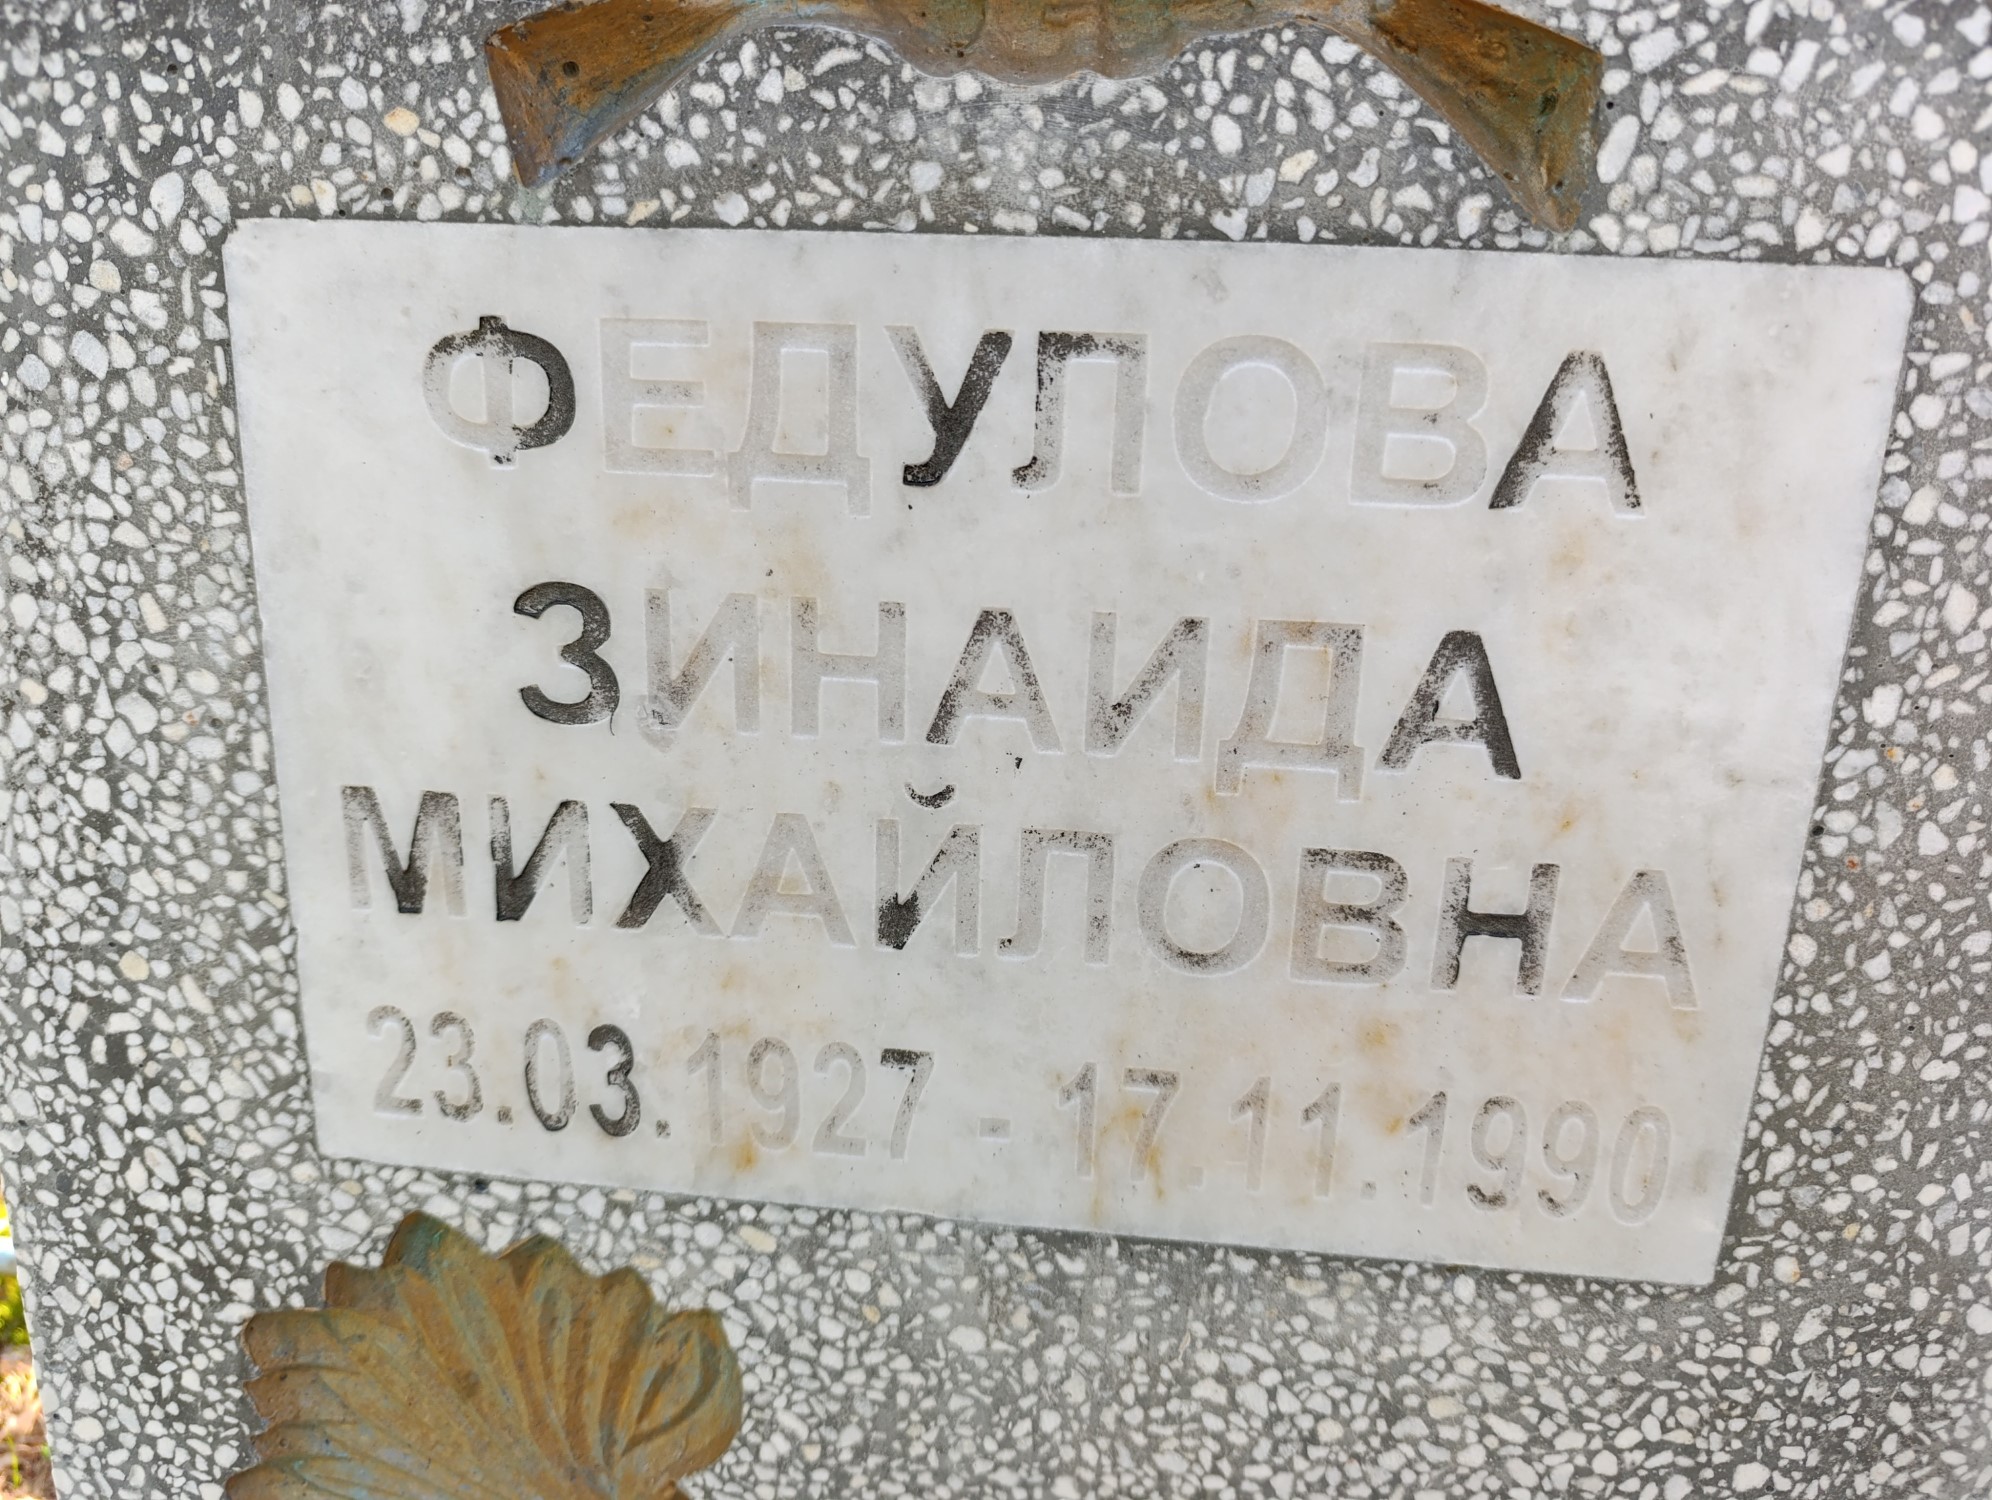 ФЕДУЛОВА
ЗИНАИДА
МИХАЙЛОВНА
23.03.1927 - 17.11.1990